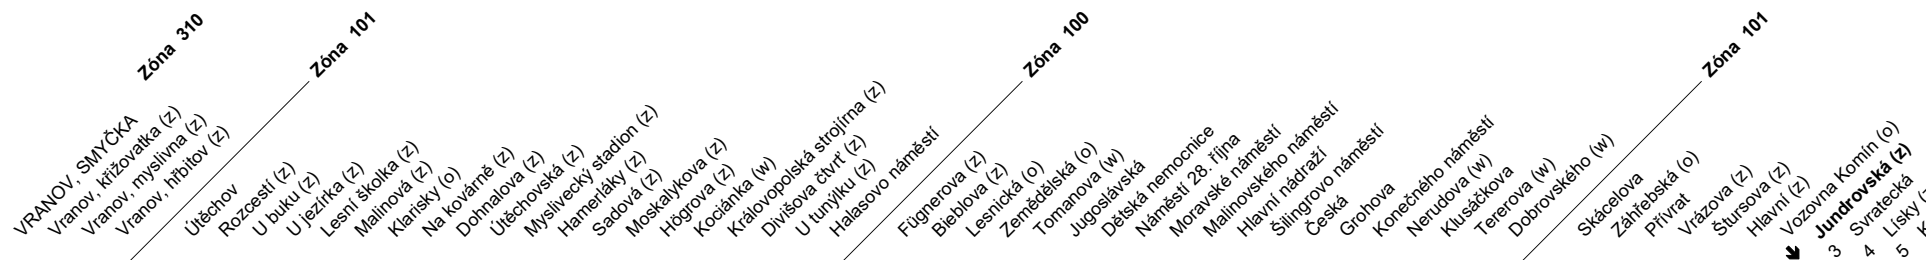 Zóna 310
VRANOV, SMYČKA
Vranov, křižovatka (z)
Vranov, myslivna (z)
Vranov, hřbitov (z)
Zóna 101
Útěchov
Rozcestí (z)
U buku (z)
U jezírka (z)
Lesní školka (z)
Malinová (z)
Klarisky (o)
Na kovárně (z)
Dohnalova (z)
Útěchovská (z)
Myslivecký stadion (z)
Hamerláky (z)
Sadová (z)
Moskalykova (z)
Högrova (z)
Kociánka (w)
Královopolská strojírna (z)
Divišova čtvrť (z)
U tunýlku (z)
Halasovo náměstí
Zóna 100
Fügnerova (z)
Bieblova (z)
Lesnická (o)
Zemědělská (o)
Tomanova (w)
Jugoslávská
Dětská nemocnice
Náměstí 28. října
Moravské náměstí
Malinovského náměstí
Hlavní nádraží
Šilingrovo náměstí
Česká
Grohova
Konečného náměstí
Nerudova (w)
Klusáčkova
Tererova (w)
Dobrovského (w)
Zóna 101
Skácelova
Záhřebská (o)
Přívrat
Vrázova (z)
Štursova (z)
Hlavní (z)
Vozovna Komín (o)
Jundrovská (z)
3 Svratecká
4 Lísky
5